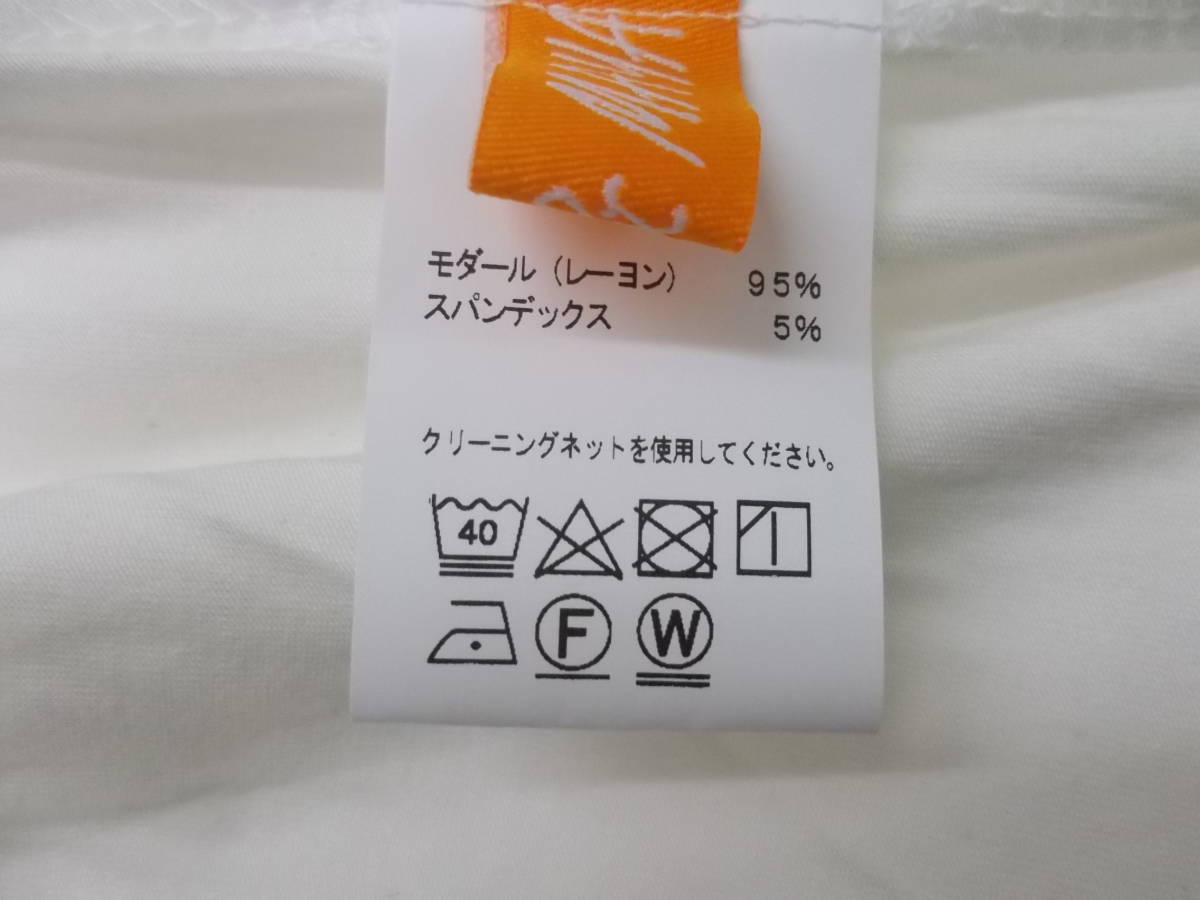 モダール（レーヨン） 95%
スパンデックス 5%
クリーニングネットを使用してください。
40
F W